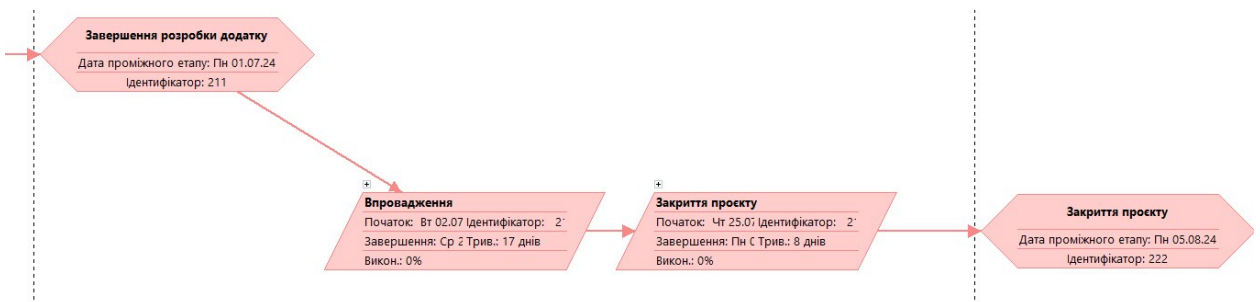 Завершення розробки додатку
Дата проміжного етапу: Пн 01.07.24
Ідентифікатор: 211
Впровадження
Початок: Вт 02.07 Ідентифікатор:
Завершення: Ср Трив.: 17 днів
Викон.: 0%
Закриття проєкту
Початок: Чт 25.07 Ідентифікатор:
Завершення: Пн Трив.: 8 днів
Викон.: 0%
Закриття проєкту
Дата проміжного етапу: Пн 05.08.24
Ідентифікатор: 222